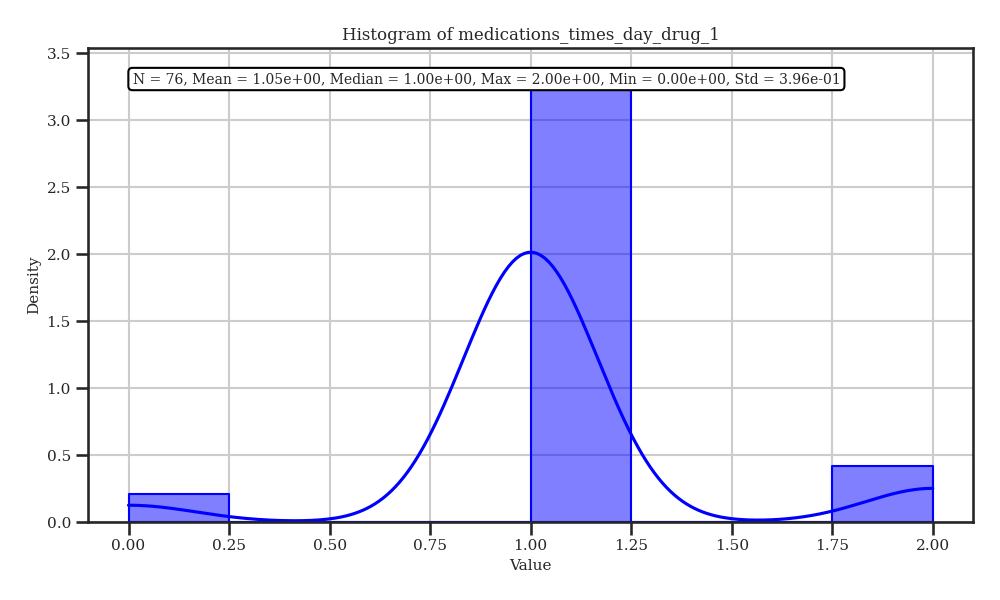 Histogram of medications_times_day_drug_1
N = 76, Mean = 1.05e+00, Median = 1.00e+00, Max = 2.00e+00, Min = 0.00e+00, Std = 3.96e-01
3.5
3.0
2.5
2.0
1.5
1.0
0.5
0.0
Density
0.00 0.25 0.50 0.75 1.00 1.25 1.50 1.75 2.00
Value